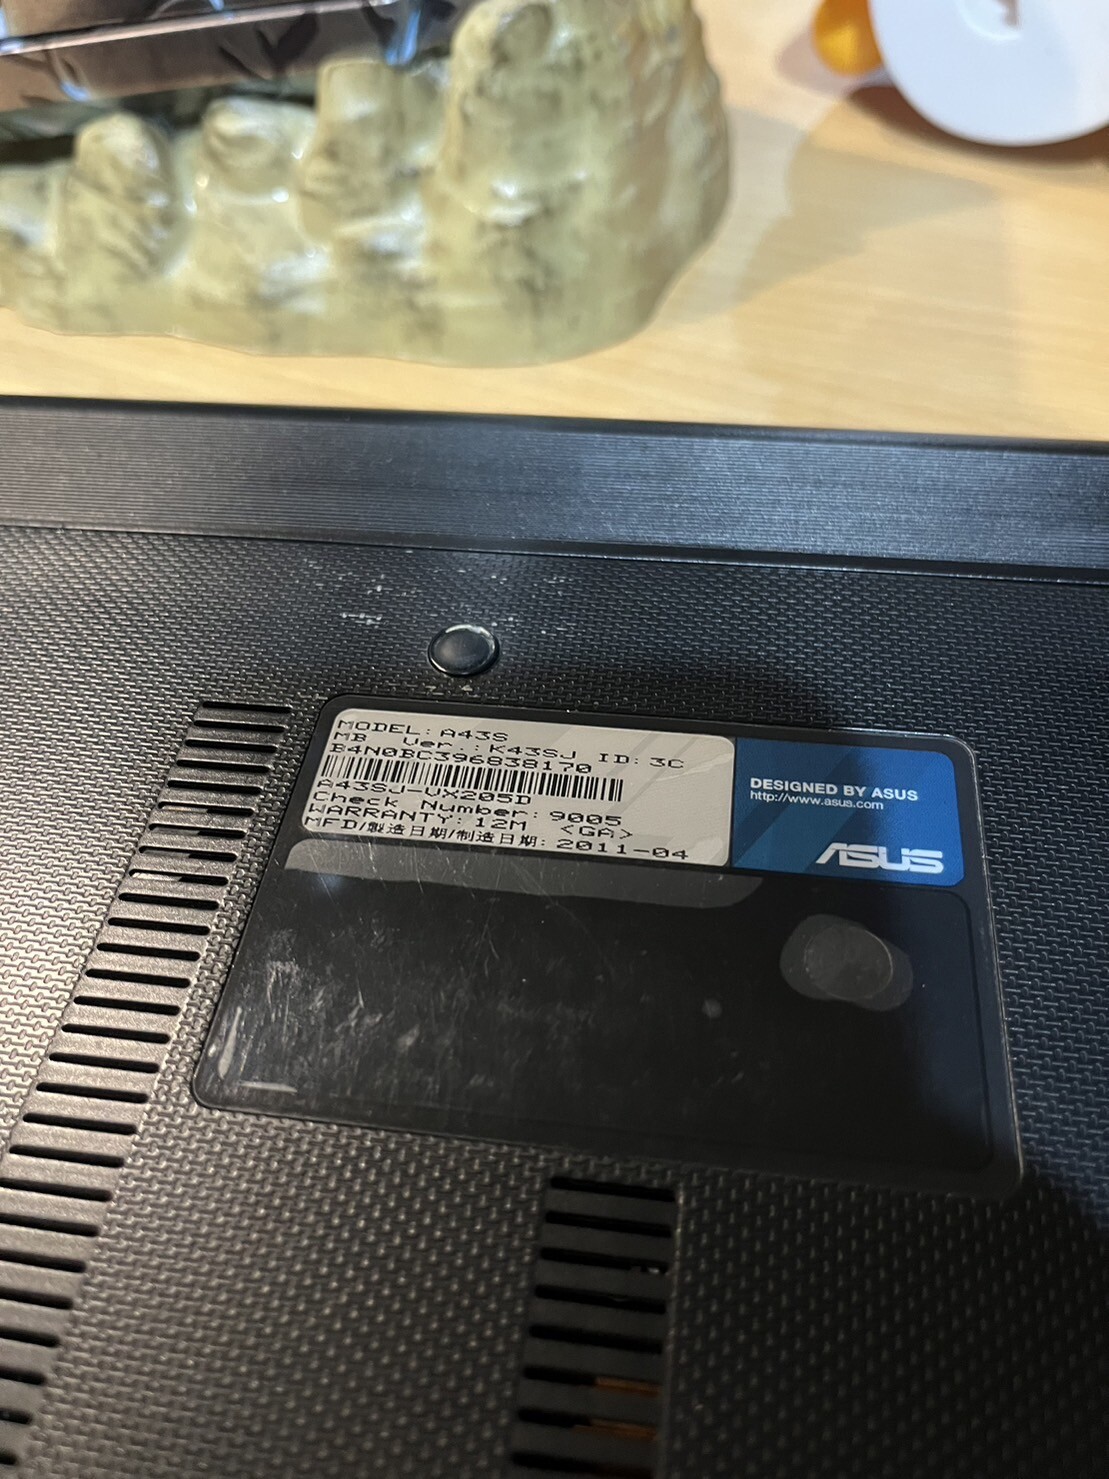 MODEL: A43S
MB Ver.: K43SJ ID: 3C
B4N0BC396838170
A43SJ-VX205D
Check Number: 9005
WARRANTY: 12M <GA>
MFD/製造日期/制造日期: 2011-04
DESIGNED BY ASUS
http://www.asus.com
ASUS